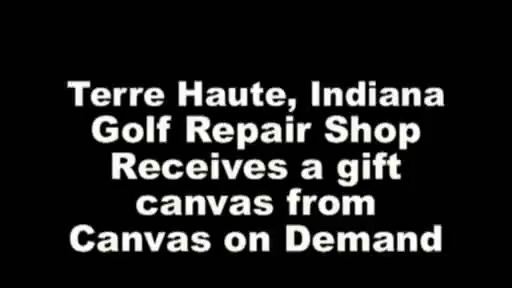 Terre Haute, Indiana
Golf Repair Shop
Receives a gift
canvas from
Canvas on Demand